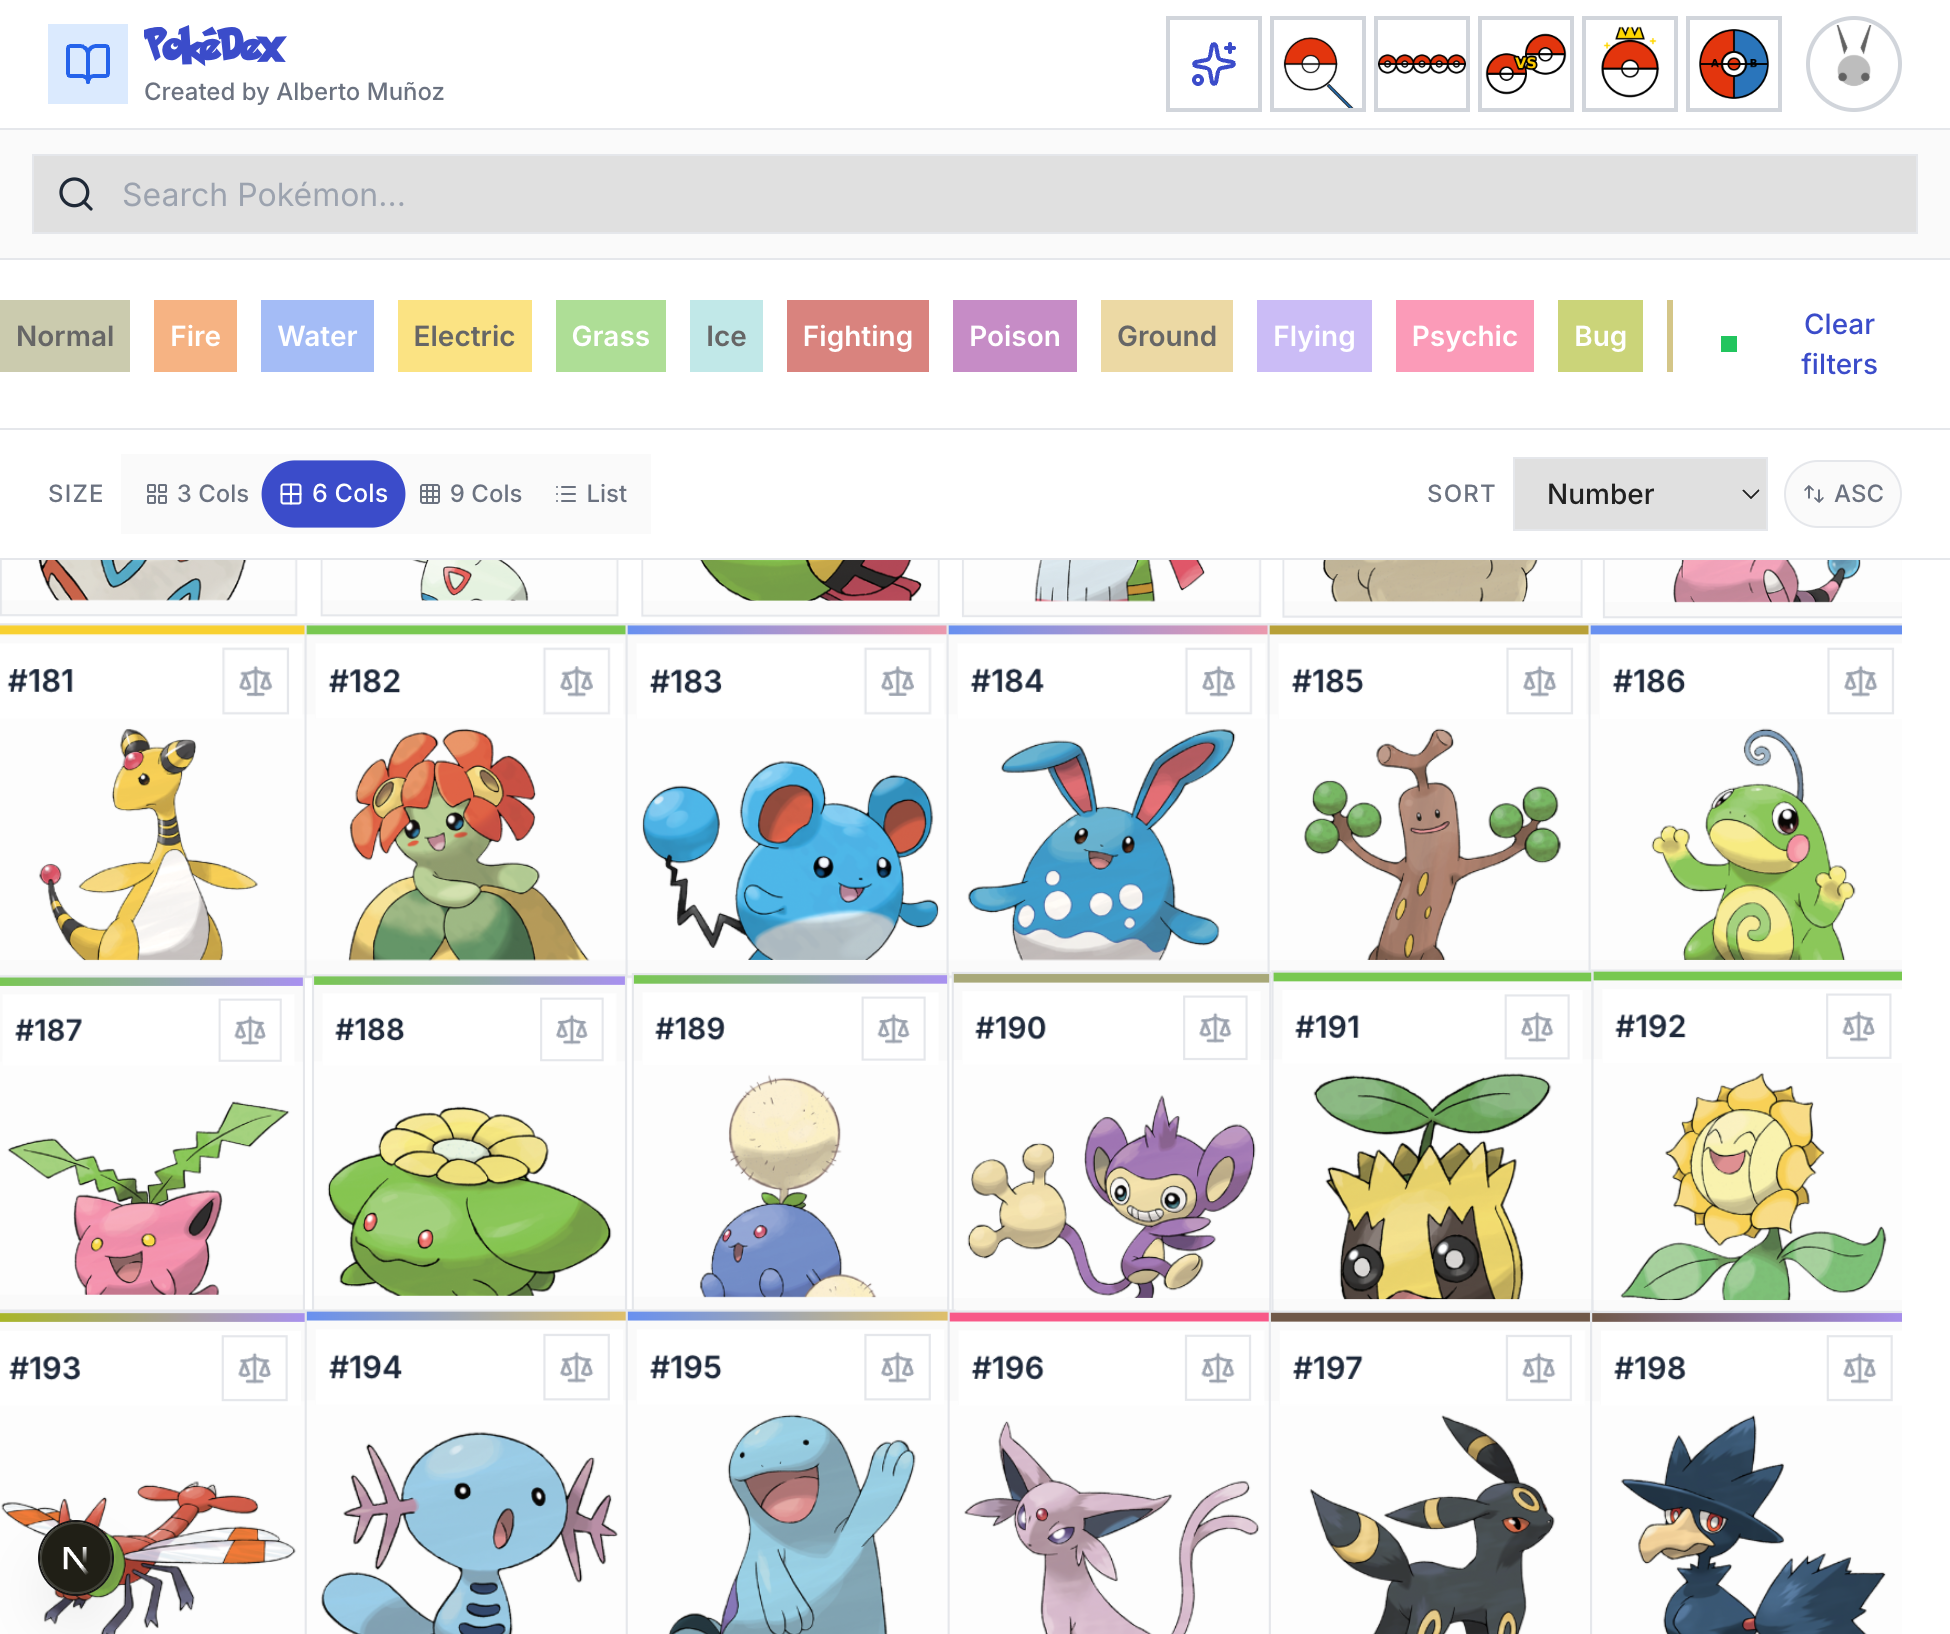 PokéDex
Created by Alberto Muñoz
VS
A B
Search Pokémon...
Normal Fire Water Electric Grass Ice Fighting Poison Ground Flying Psychic Bug
Clear
filters
SIZE 3 Cols 6 Cols 9 Cols List SORT Number ASC
#181 #182 #183 #184 #185 #186
#187 #188 #189 #190 #191 #192
#193 #194 #195 #196 #197 #198
N